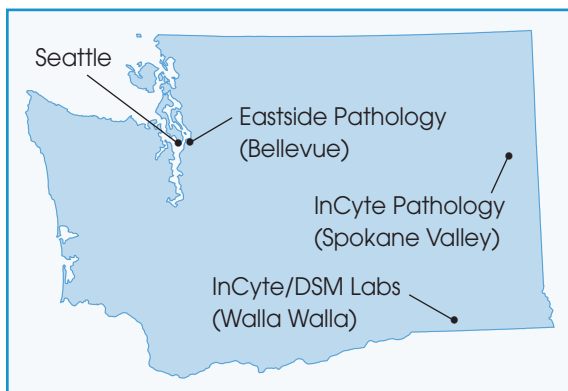 Seattle
Eastside Pathology
(Bellevue)
InCyte Pathology
(Spokane Valley)
InCyte/DSM Labs
(Walla Walla)